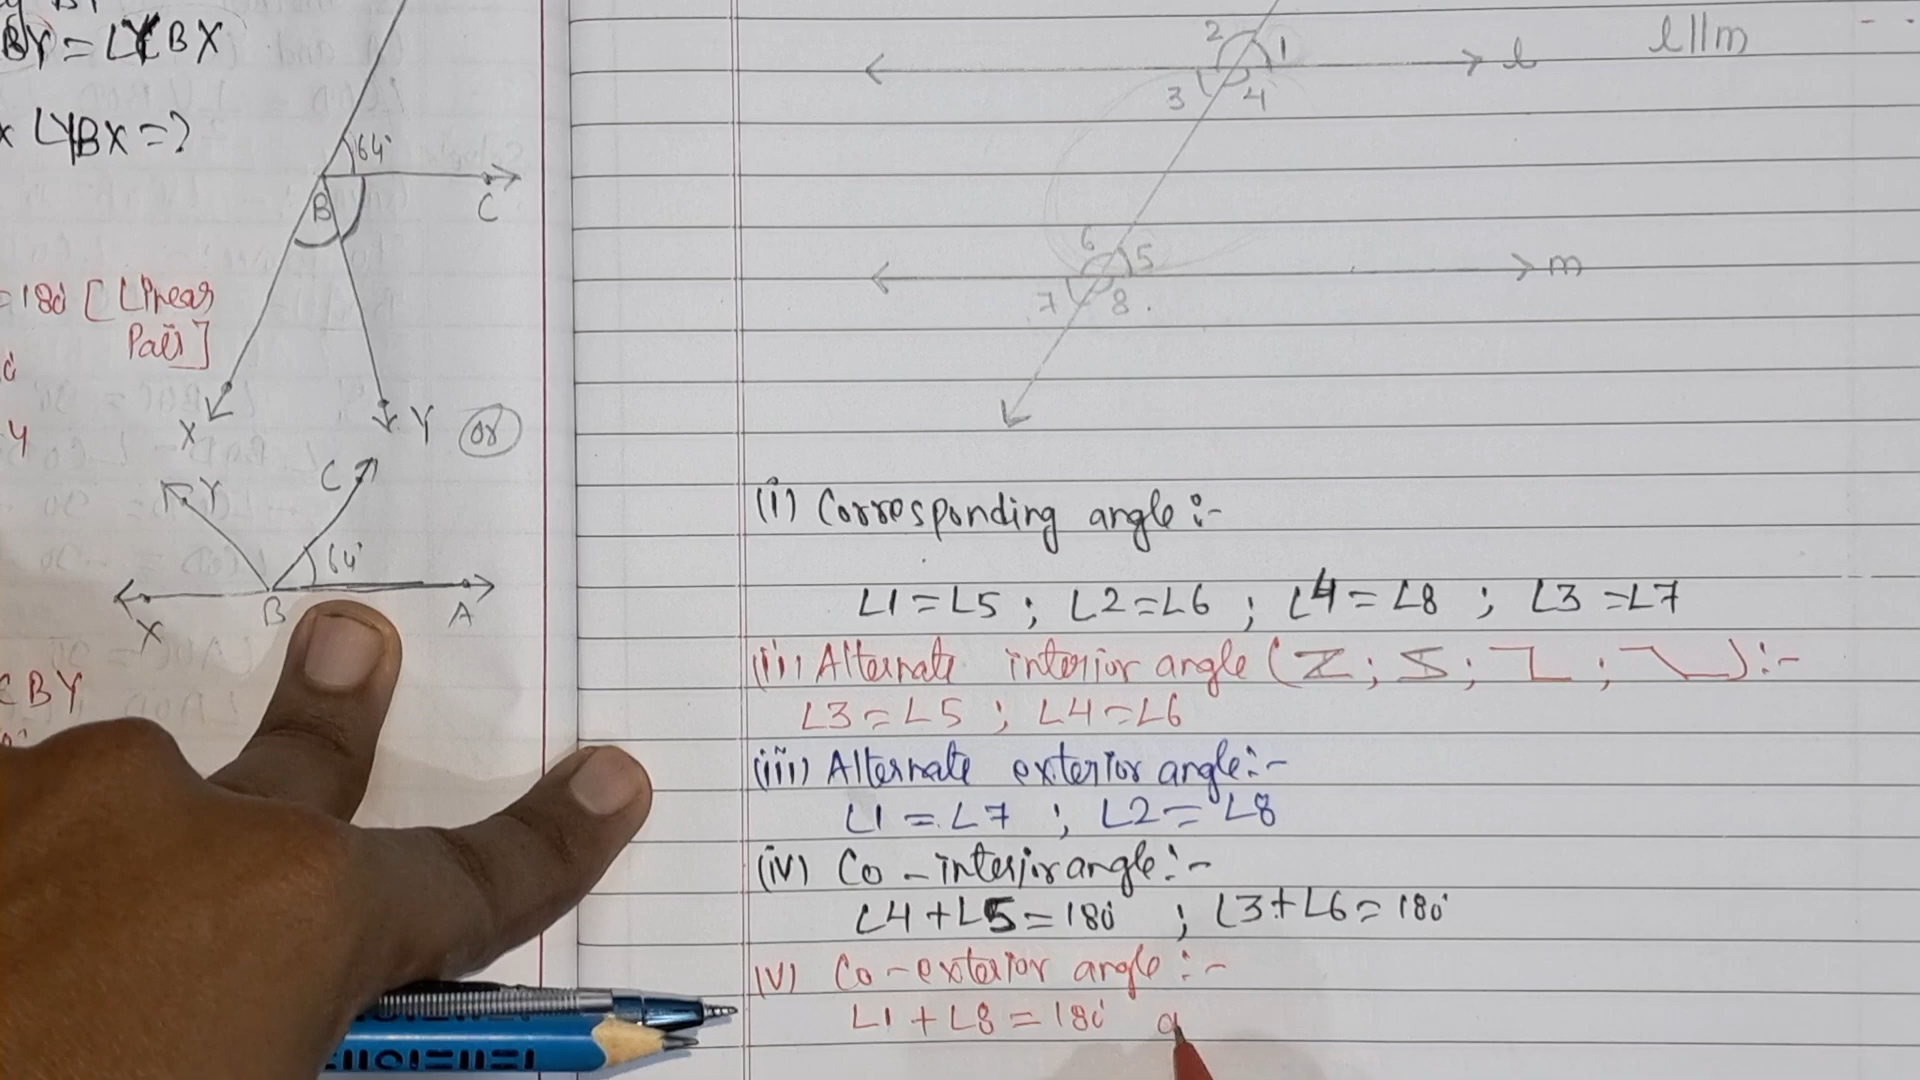 BY = ∠YBX
∠YBX = ?
64°
B
C
= 180° [Linear
Pair]
X
Y
or
4
C
Y
64°
X
B
A
BY
2
1
l
l||m
3
4
6
5
m
7
8
(i) Corresponding angle :-
∠1 = ∠5 ; ∠2 = ∠6 ; ∠4 = ∠8 ; ∠3 = ∠7
(ii) Alternate interior angle (Z ; S ; ; ) :-
∠3 = ∠5 ; ∠4 = ∠6
(iii) Alternate exterior angle :-
∠1 = ∠7 ; ∠2 = ∠8
(iv) Co-interior angle :-
∠4 + ∠5 = 180° ; ∠3 + ∠6 = 180°
(v) Co-exterior angle :-
∠1 + ∠8 = 180°